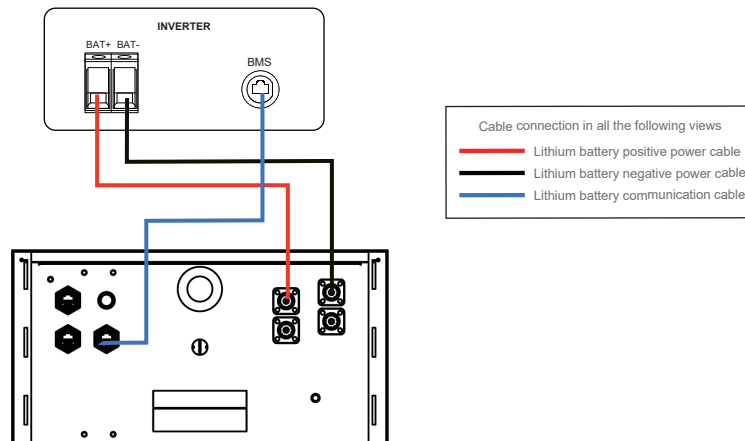 INVERTER
BAT+ BAT-
BMS
Cable connection in all the following views
Lithium battery positive power cable
Lithium battery negative power cable
Lithium battery communication cable